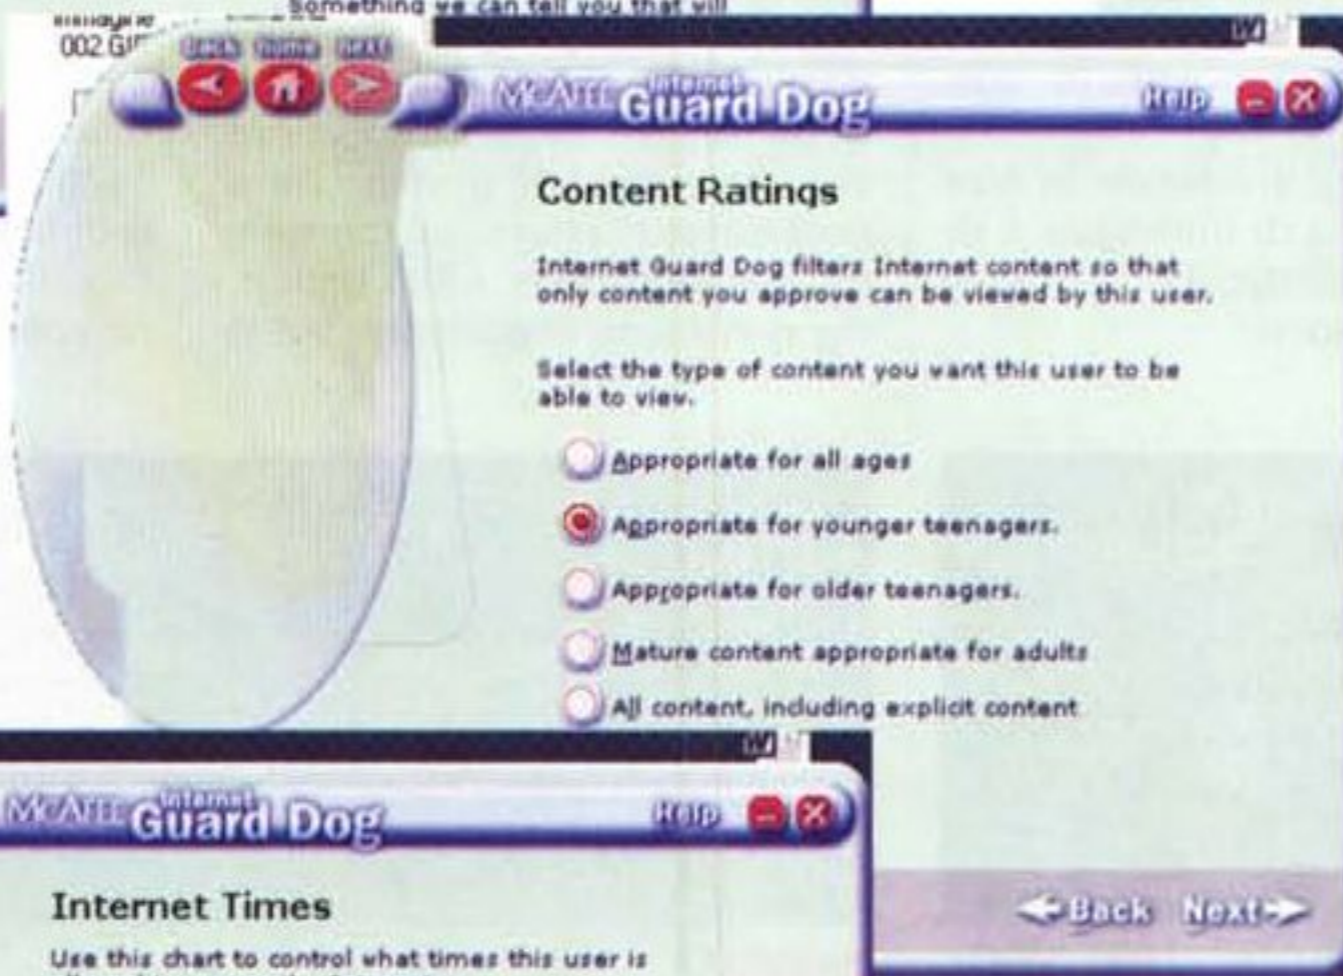 Something we can tell you that will
002.GIF
Back Home Next
McAfee Internet Guard Dog Help
Content Ratings
Internet Guard Dog filters Internet content so that
only content you approve can be viewed by this user.
Select the type of content you want this user to be
able to view.
Appropriate for all ages
Appropriate for younger teenagers.
Appropriate for older teenagers.
Mature content appropriate for adults
All content, including explicit content
Back Next
McAfee Internet Guard Dog Help
Internet Times
Use this chart to control what times this user is